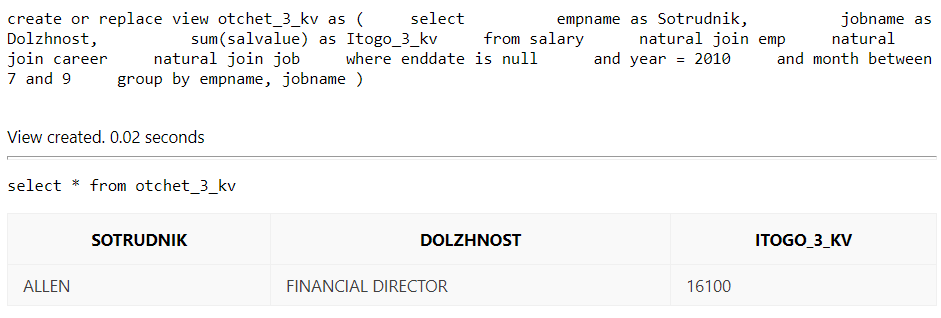 create or replace view otchet_3_kv as (     select          empname as Sotrudnik,          jobname as
Dolzhnost,          sum(salvalue) as Itogo_3_kv     from salary      natural join emp     natural
join career     natural join job     where enddate is null      and year = 2010     and month between
7 and 9     group by empname, jobname )
View created. 0.02 seconds
select * from otchet_3_kv
SOTRUDNIK DOLZHNOST ITOGO_3_KV
ALLEN FINANCIAL DIRECTOR 16100